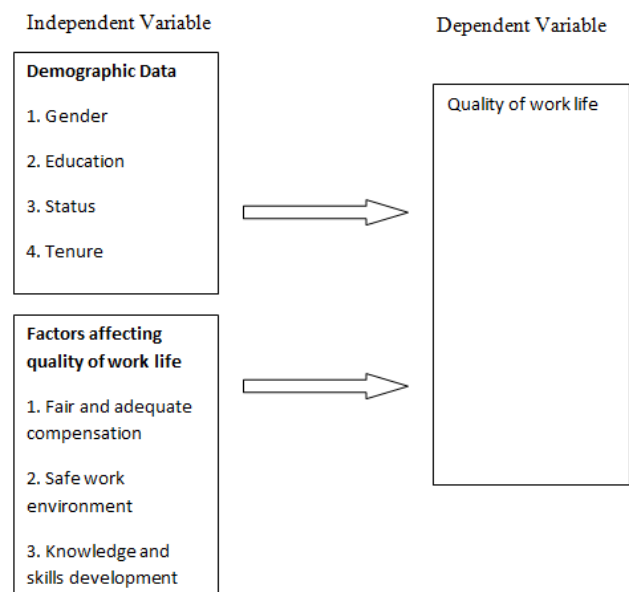 Independent Variable
Dependent Variable
Demographic Data
1. Gender
2. Education
3. Status
4. Tenure
Factors affecting
quality of work life
1. Fair and adequate
compensation
2. Safe work
environment
3. Knowledge and
skills development
Quality of work life